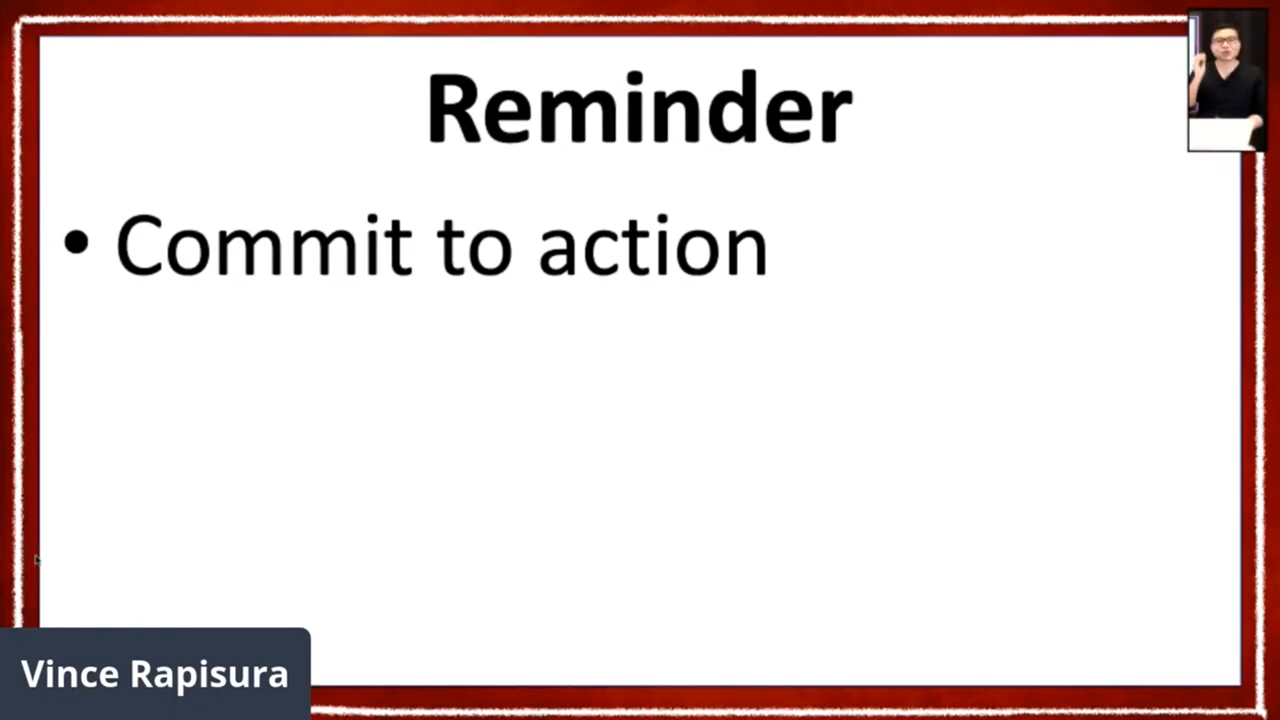 Reminder
• Commit to action
Vince Rapisura